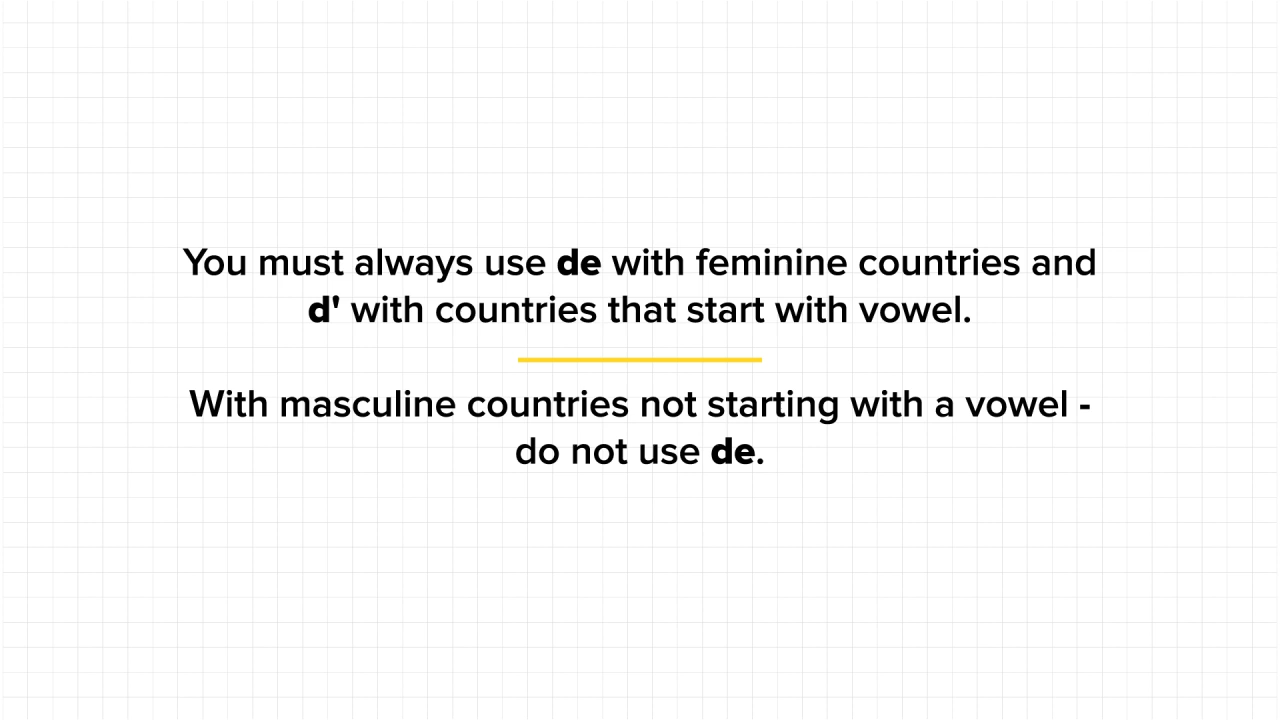 You must always use de with feminine countries and
d' with countries that start with vowel.
With masculine countries not starting with a vowel -
do not use de.